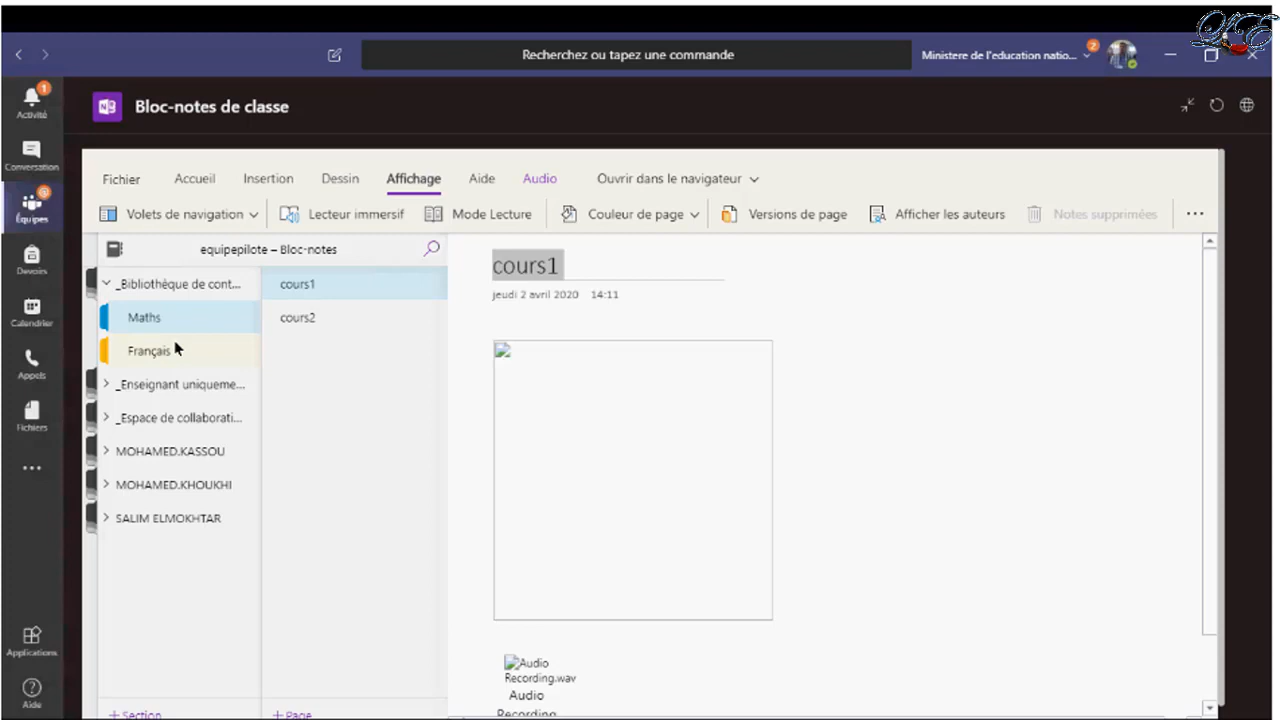 Recherchez ou tapez une commande
Ministere de l'education natio...
2
Activité
1
Conversation
Équipes
Devoirs
Calendrier
Appels
Fichiers
Applications
Aide
Bloc-notes de classe
Fichier
Accueil
Insertion
Dessin
Affichage
Aide
Audio
Ouvrir dans le navigateur
Volets de navigation
Lecteur immersif
Mode Lecture
Couleur de page
Versions de page
Afficher les auteurs
Notes supprimées
equipepilote – Bloc-notes
_Bibliothèque de cont...
Maths
Français
_Enseignant uniqueme...
_Espace de collaborati...
MOHAMED.KASSOU
MOHAMED.KHOUKHI
SALIM ELMOKHTAR
+ Section
cours1
cours2
+ Page
cours1
jeudi 2 avril 2020 14:11
Audio
Recording.wav
Audio
Recording